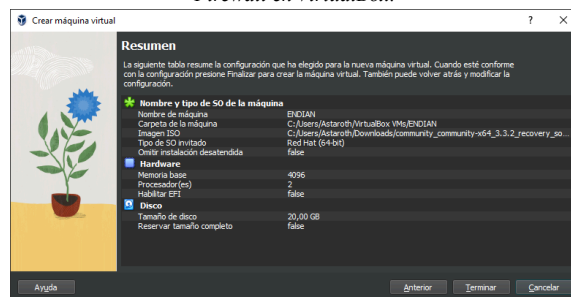 Firewall en VirtualBox.
Crear máquina virtual
Resumen
La siguiente tabla resume la configuración que ha elegido para la nueva máquina virtual. Cuando esté conforme
con la configuración presione Finalizar para crear la máquina virtual. También puede volver atrás y modificar la
configuración.
Nombre y tipo de SO de la máquina
Nombre de máquina ENDIAN
Carpeta de la máquina C:/Users/Astaroth/VirtualBox VMs/ENDIAN
Imagen ISO C:/Users/Astaroth/Downloads/community_community-x64_3.3.2_recovery_so...
Tipo de SO invitado Red Hat (64-bit)
Omitir instalación desatendida false
Hardware
Memoria base 4096
Procesador(es) 2
Habilitar EFI false
Disco
Tamaño de disco 20,00 GB
Reservar tamaño completo false
Ayuda Anterior Terminar Cancelar